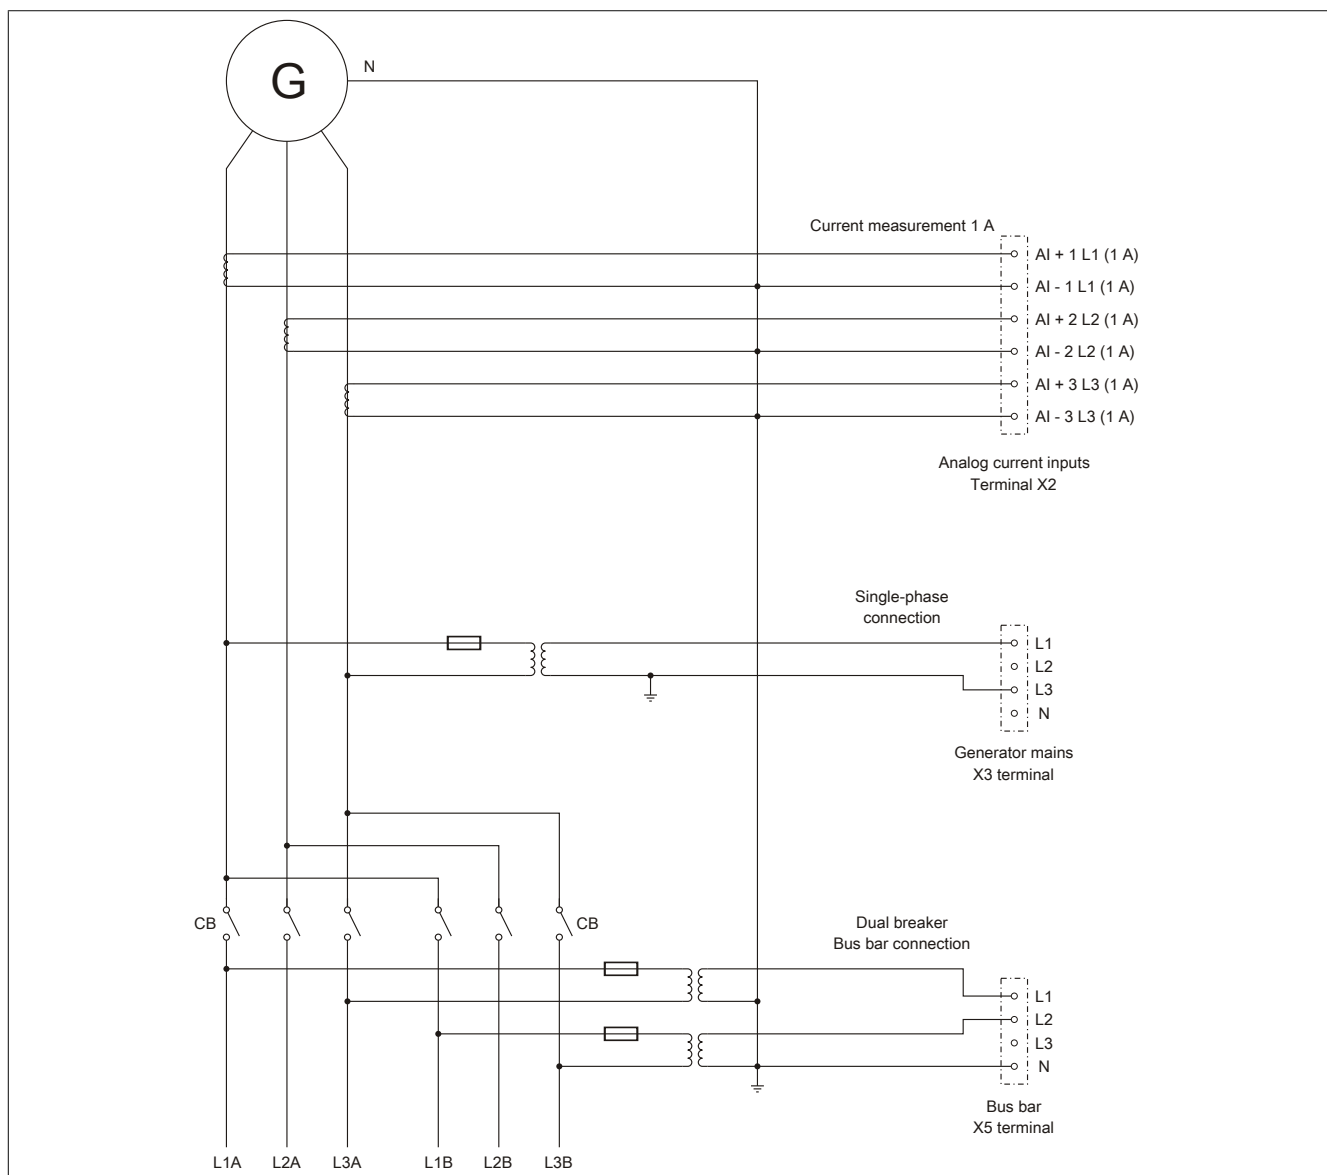 G
N
Current measurement 1 A
AI + 1 L1 (1 A)
AI - 1 L1 (1 A)
AI + 2 L2 (1 A)
AI - 2 L2 (1 A)
AI + 3 L3 (1 A)
AI - 3 L3 (1 A)
Analog current inputs
Terminal X2
Single-phase
connection
L1
L2
L3
N
Generator mains
X3 terminal
CB
CB
Dual breaker
Bus bar connection
L1
L2
L3
N
Bus bar
X5 terminal
L1A L2A L3A L1B L2B L3B